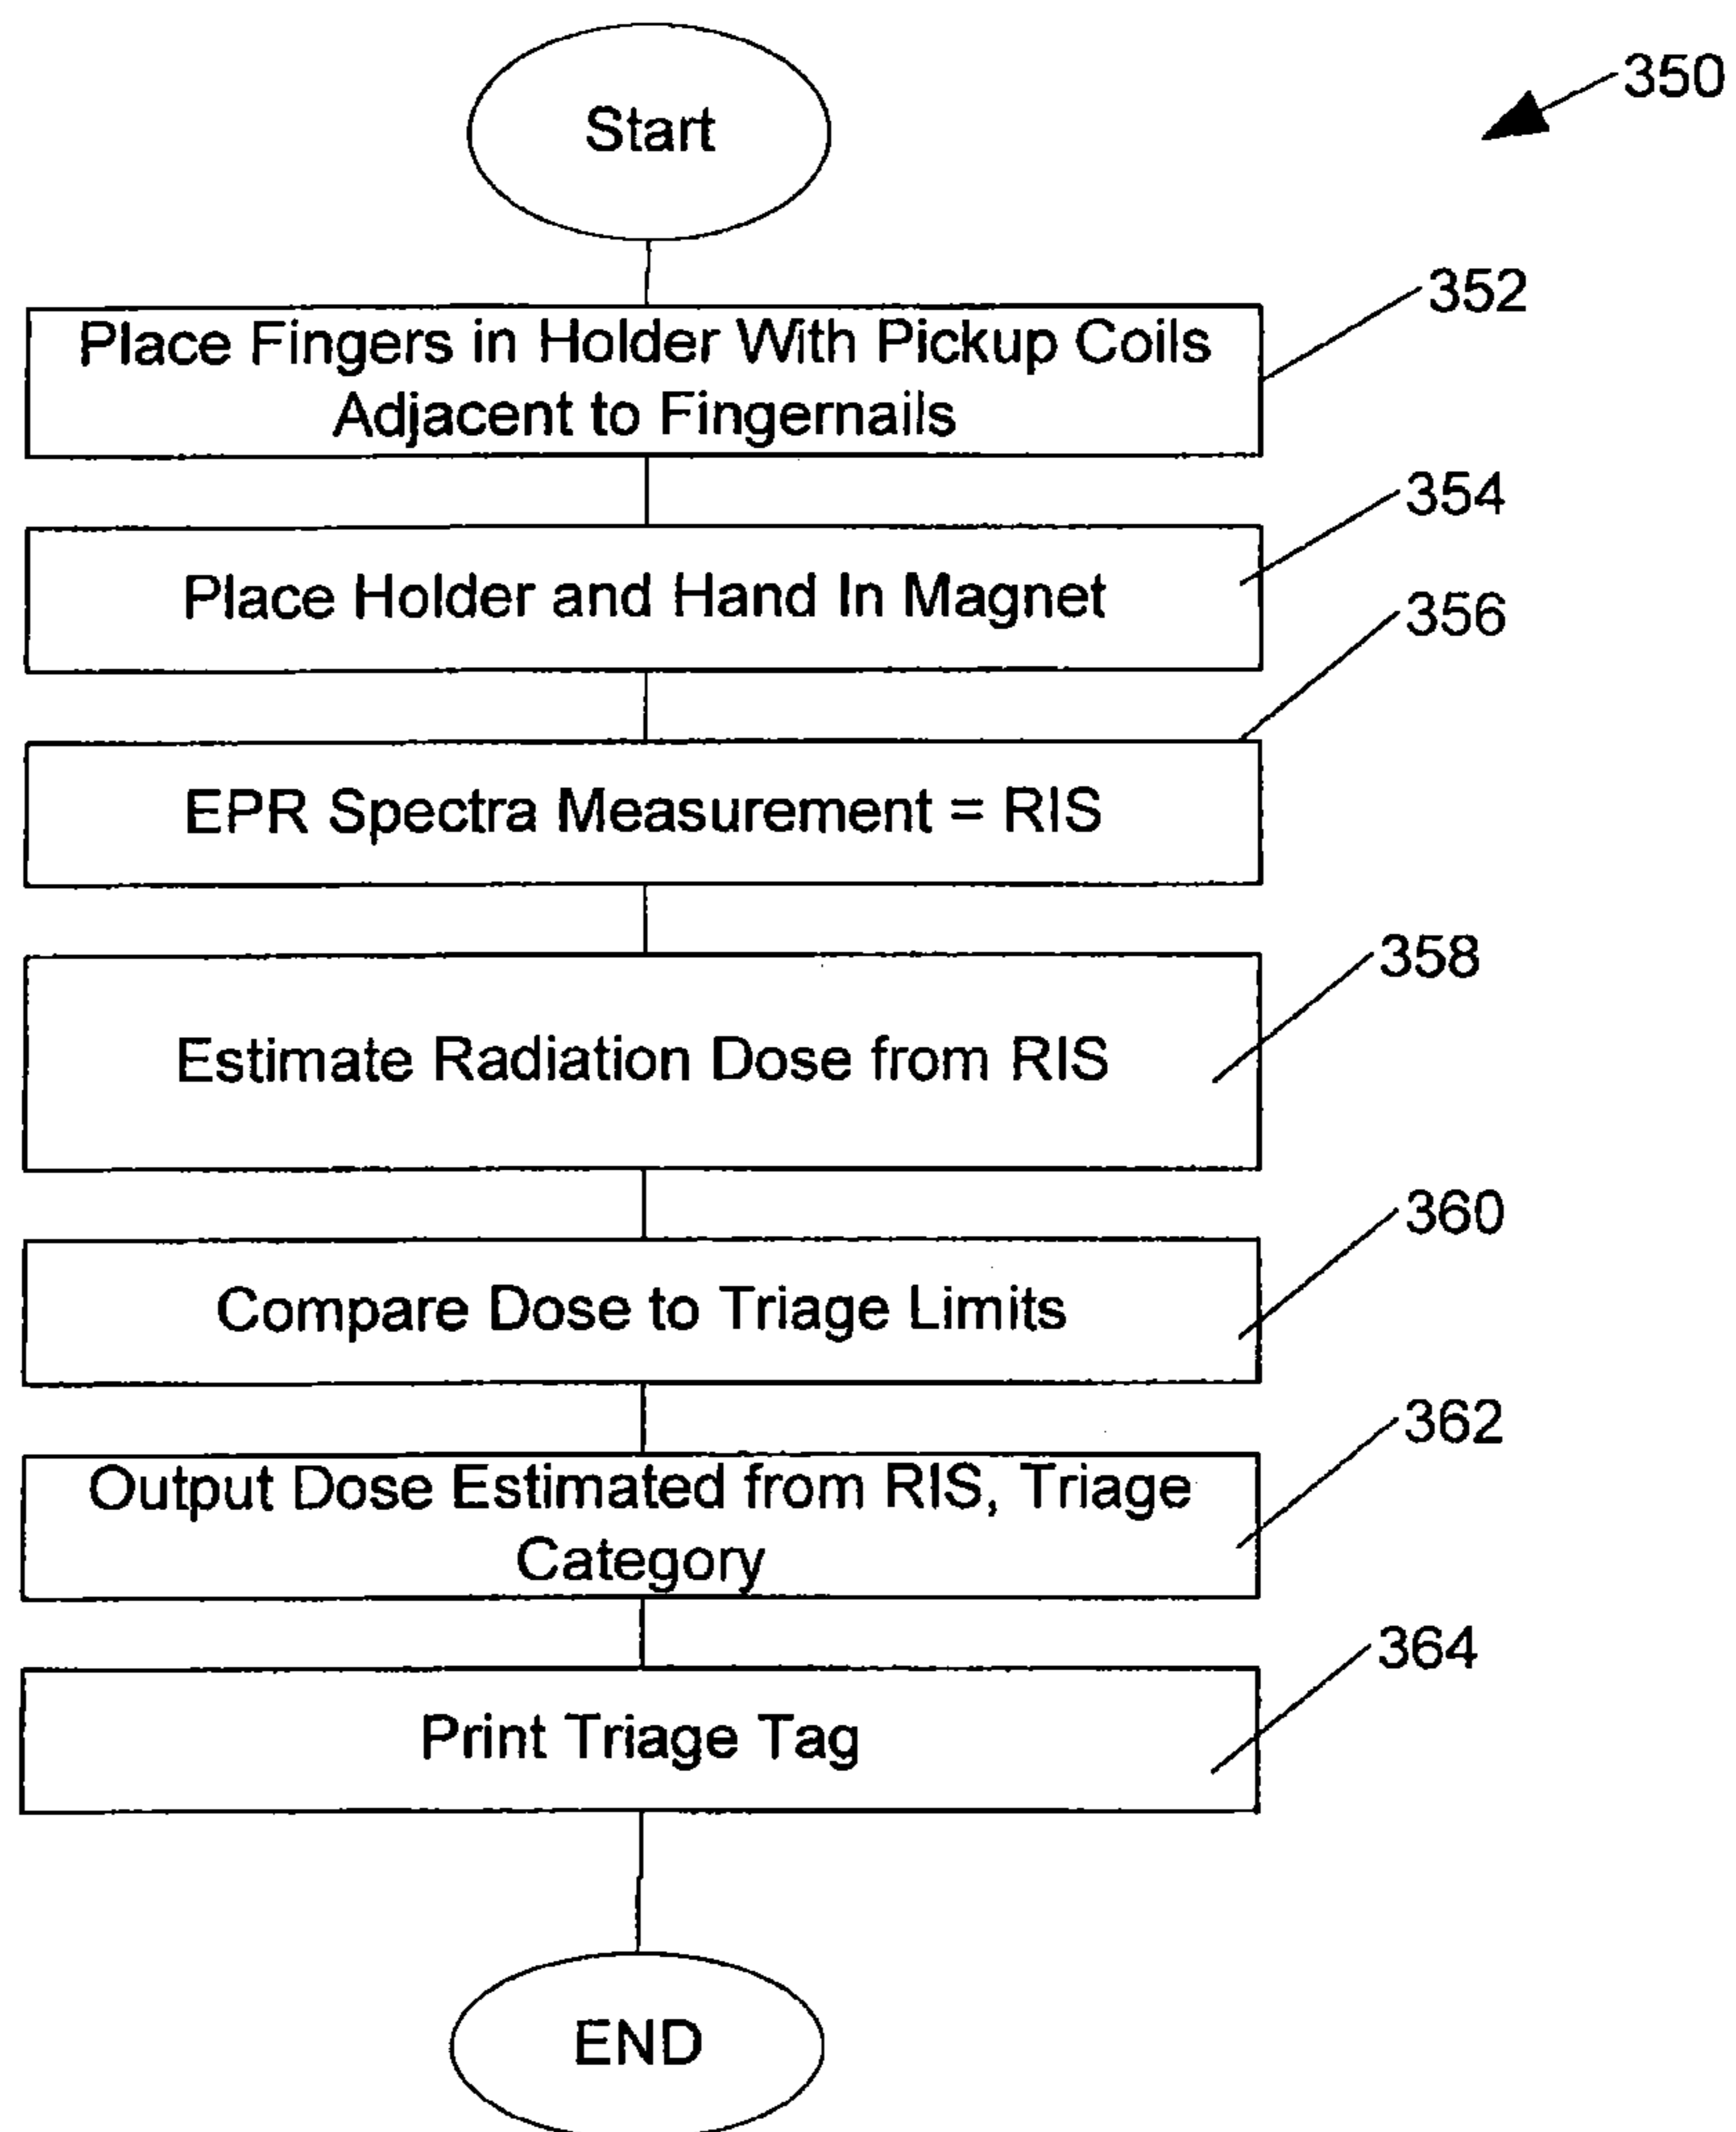 Start
350
Place Fingers in Holder With Pickup Coils
Adjacent to Fingernails
352
Place Holder and Hand In Magnet
354
EPR Spectra Measurement = RIS
356
Estimate Radiation Dose from RIS
358
Compare Dose to Triage Limits
360
Output Dose Estimated from RIS, Triage
Category
362
Print Triage Tag
364
END